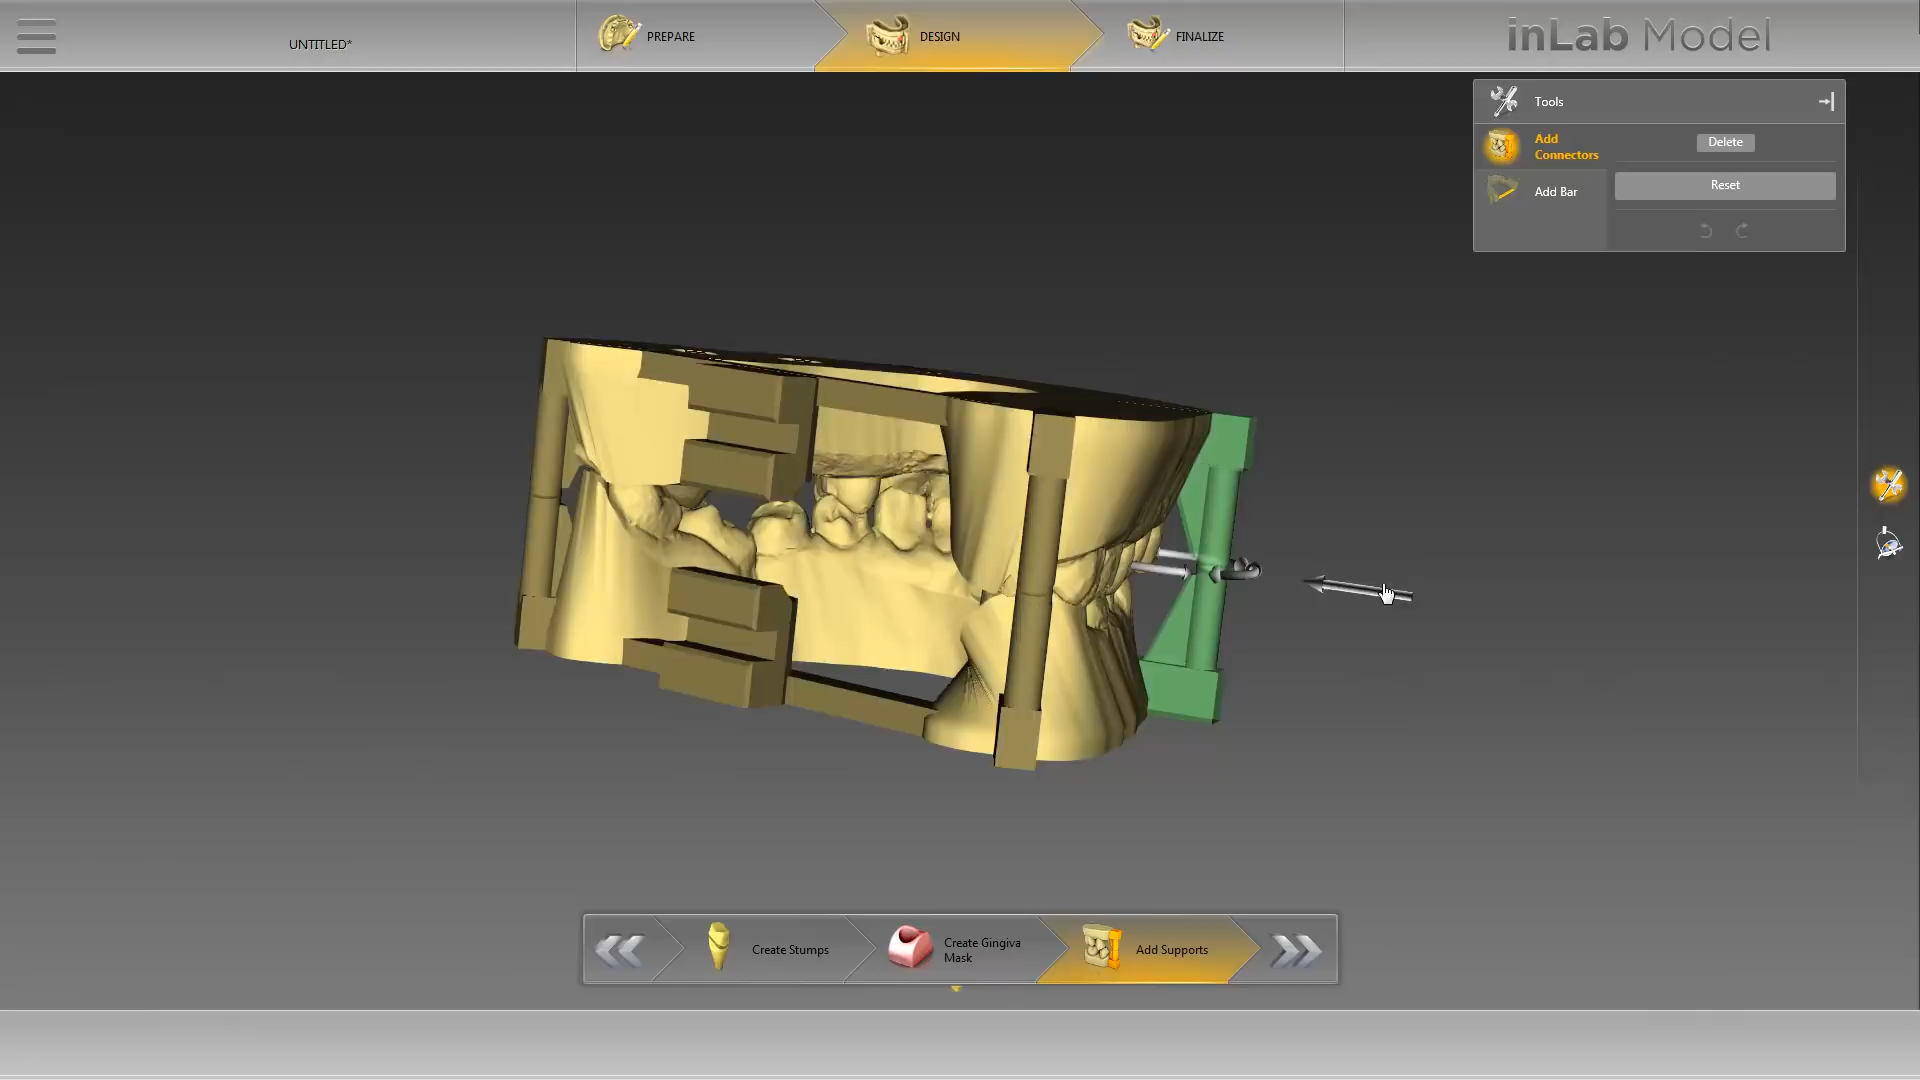 UNTITLED*
PREPARE
DESIGN
FINALIZE
inLab Model
Tools
Add
Connectors
Delete
Add Bar
Reset
Create Stumps
Create Gingiva
Mask
Add Supports